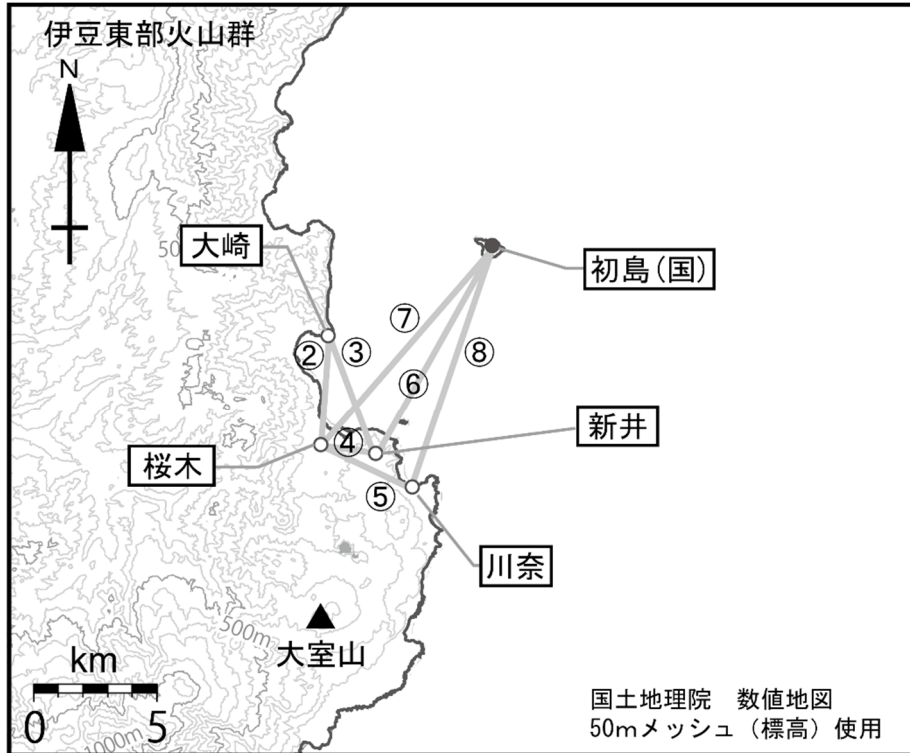 伊豆東部火山群
N
50
大崎
初島(国)
⑦
② ③
⑧
⑥
新井
④
桜木
⑤
川奈
500m
大室山
km
0 5
1000m
国土地理院 数値地図
50mメッシュ(標高)使用